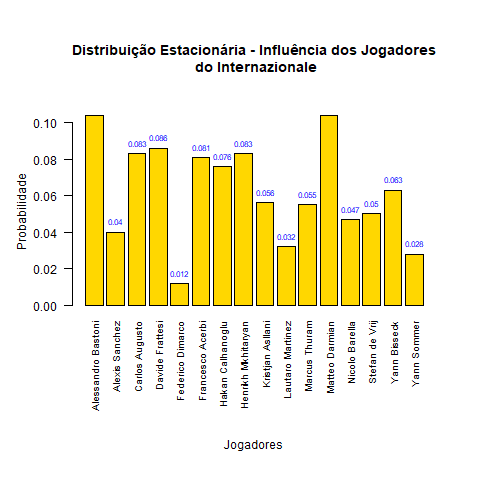 Distribuição Estacionária - Influência dos Jogadores
do Internazionale
Probabilidade
0.10
0.08
0.06
0.04
0.02
0.00
0.04
0.083
0.086
0.012
0.081
0.076
0.083
0.056
0.032
0.055
0.047
0.05
0.063
0.028
Alessandro Bastoni
Alexis Sanchez
Carlos Augusto
Davide Frattesi
Federico Dimarco
Francesco Acerbi
Hakan Calhanoglu
Henrikh Mkhitaryan
Kristjan Asllani
Lautaro Martinez
Marcus Thuram
Matteo Darmian
Nicolo Barella
Stefan de Vrij
Yann Bisseck
Yann Sommer
Jogadores